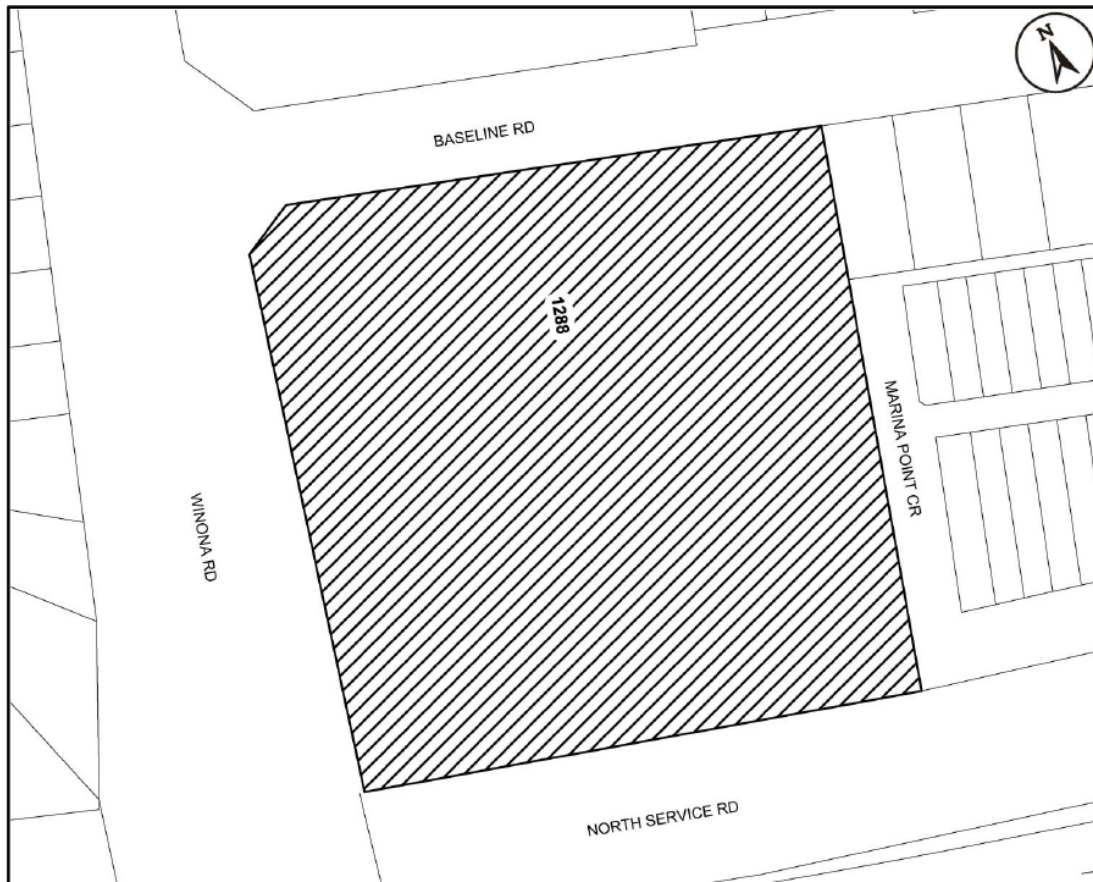 N
BASELINE RD
1288
MARINA POINT CR
WINONA RD
NORTH SERVICE RD